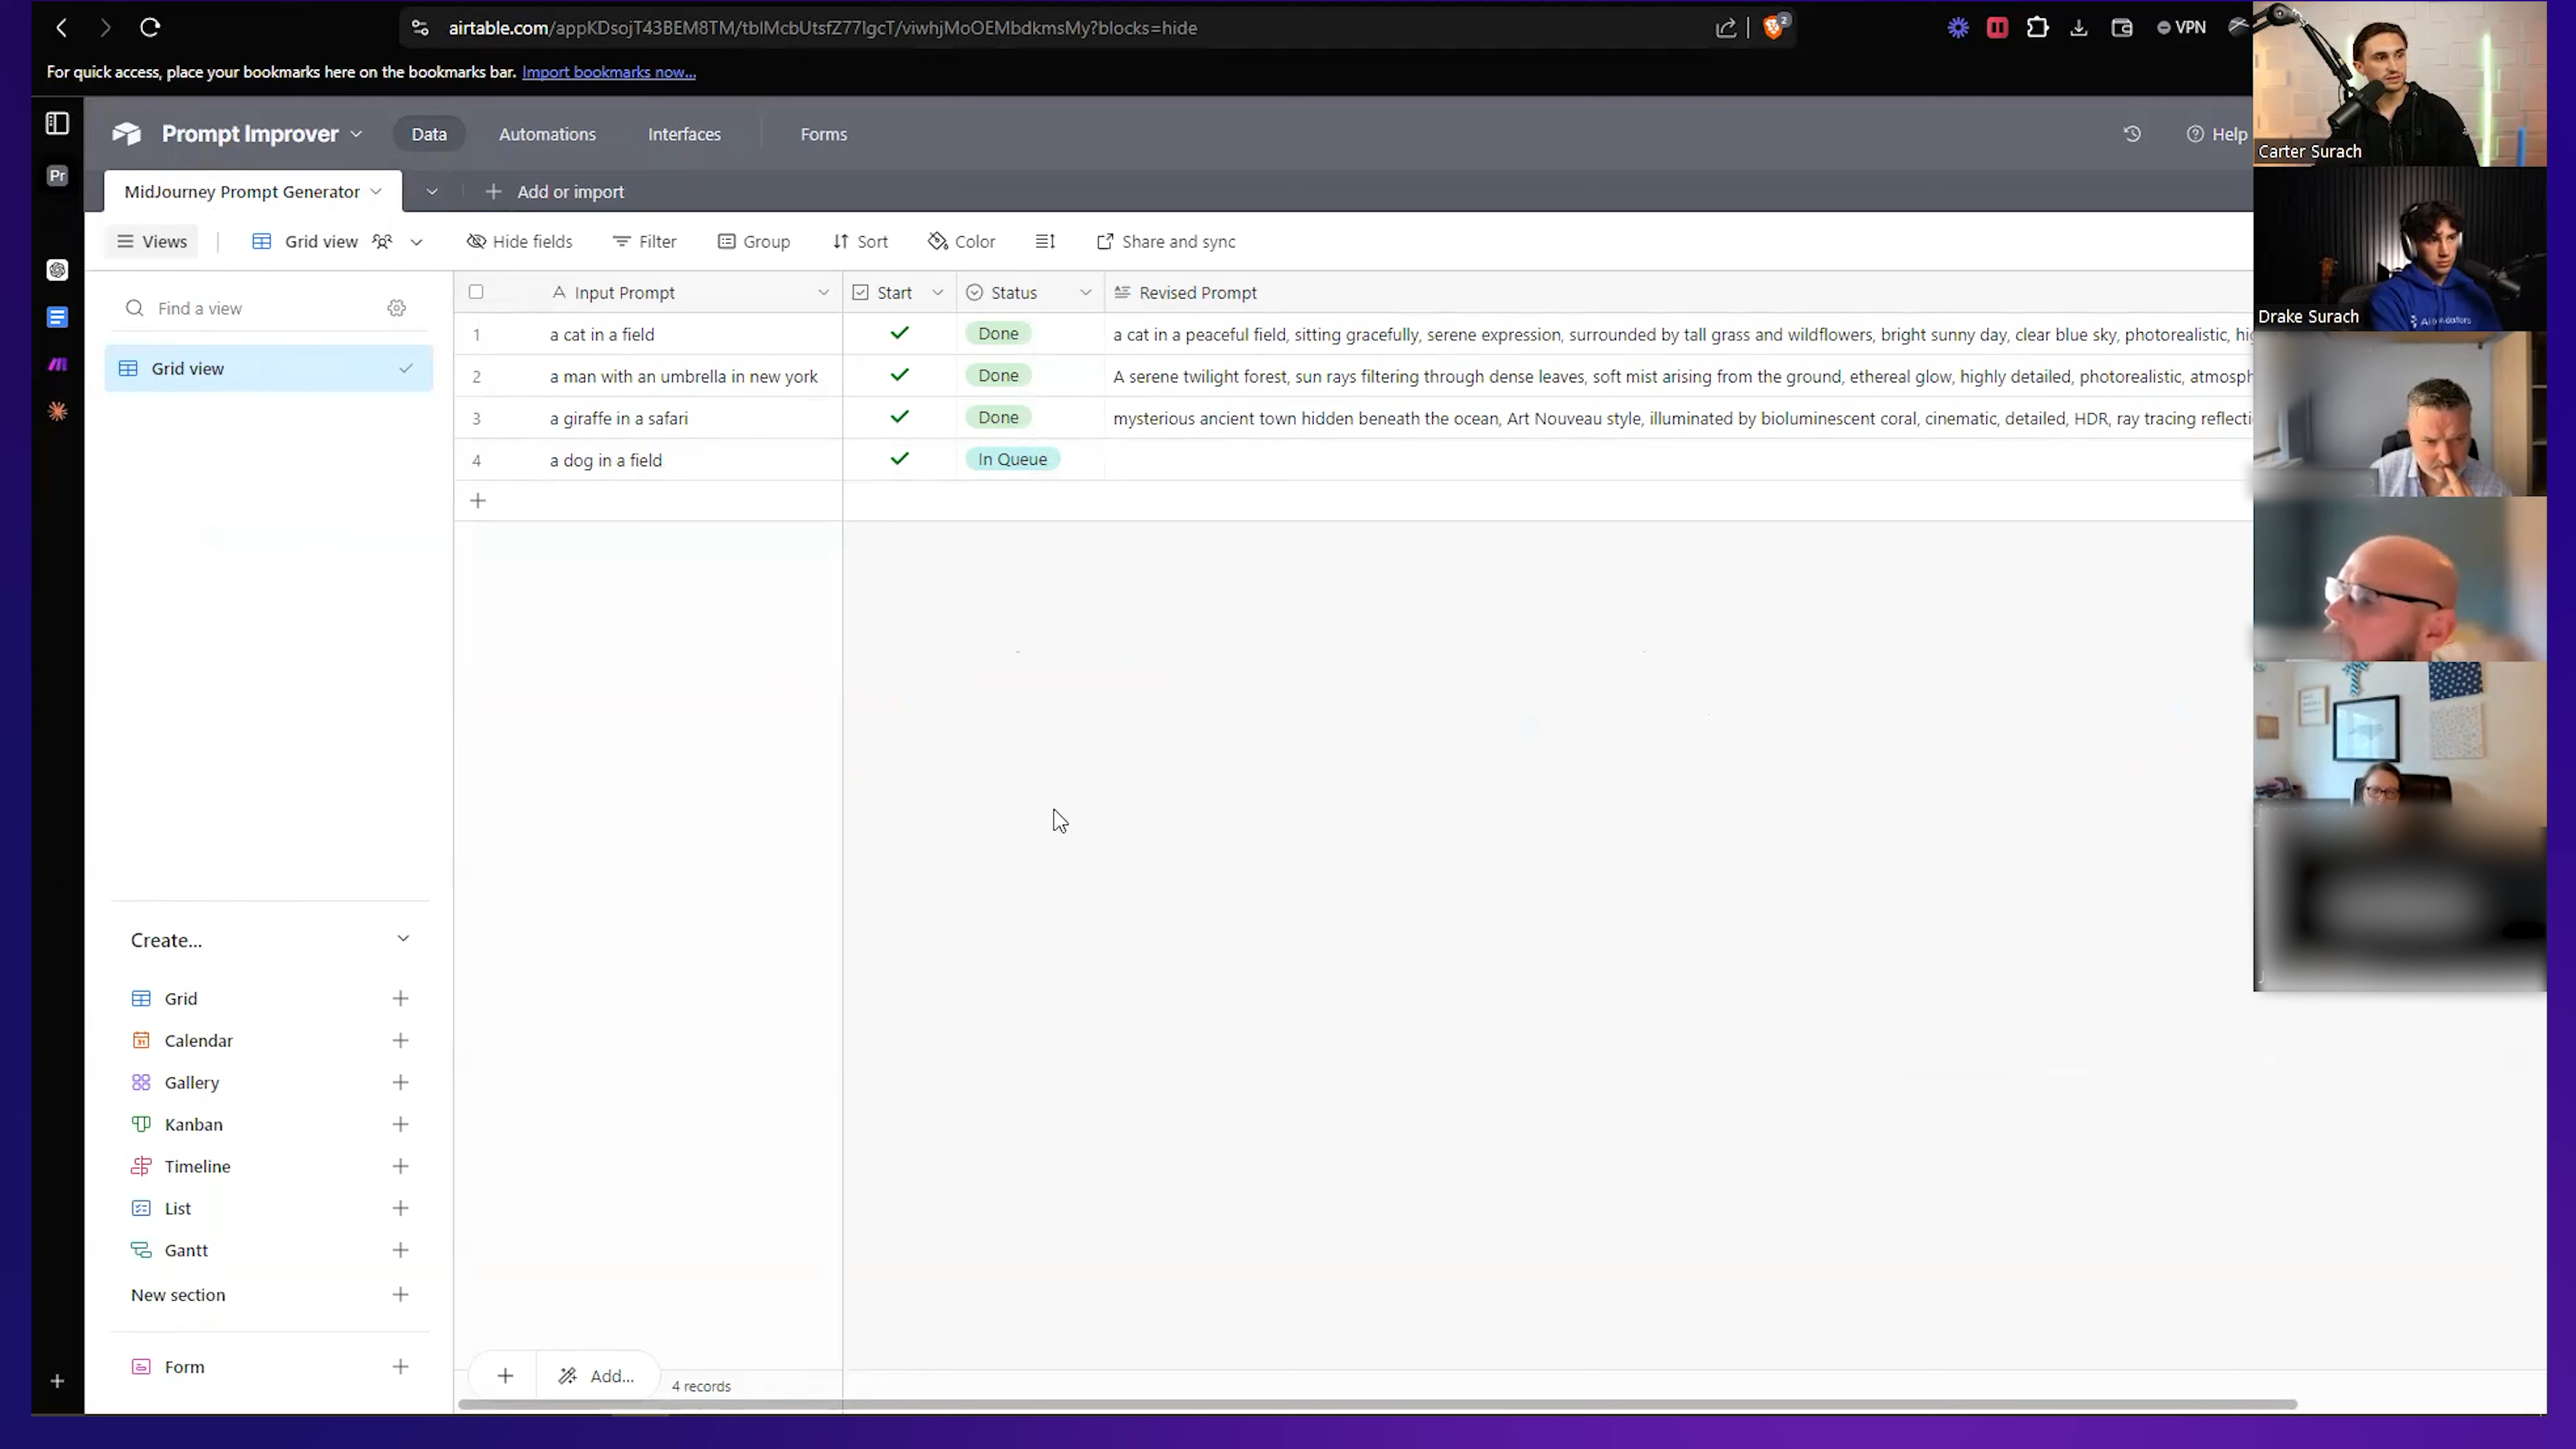 airtable.com/appKDsojT43BEM8TM/tblMcbUtsfZ77IgcT/viwhjMoOEMbdkmsMy?blocks=hide
2
VPN
For quick access, place your bookmarks here on the bookmarks bar. Import bookmarks now...
Pr
Prompt Improver
Data
Automations
Interfaces
Forms
Help
MidJourney Prompt Generator
Add or import
Views
Grid view
Hide fields
Filter
Group
Sort
Color
Share and sync
Find a view
Grid view
Input Prompt
Start
Status
Revised Prompt
1 a cat in a field Done a cat in a peaceful field, sitting gracefully, serene expression, surrounded by tall grass and wildflowers, bright sunny day, clear blue sky, photorealistic, hig
2 a man with an umbrella in new york Done A serene twilight forest, sun rays filtering through dense leaves, soft mist arising from the ground, ethereal glow, highly detailed, photorealistic, atmosph
3 a giraffe in a safari Done mysterious ancient town hidden beneath the ocean, Art Nouveau style, illuminated by bioluminescent coral, cinematic, detailed, HDR, ray tracing reflecti
4 a dog in a field In Queue
Create...
Grid
31 Calendar
Gallery
Kanban
Timeline
List
Gantt
New section
Form
Add...
4 records
Carter Surach
Drake Surach